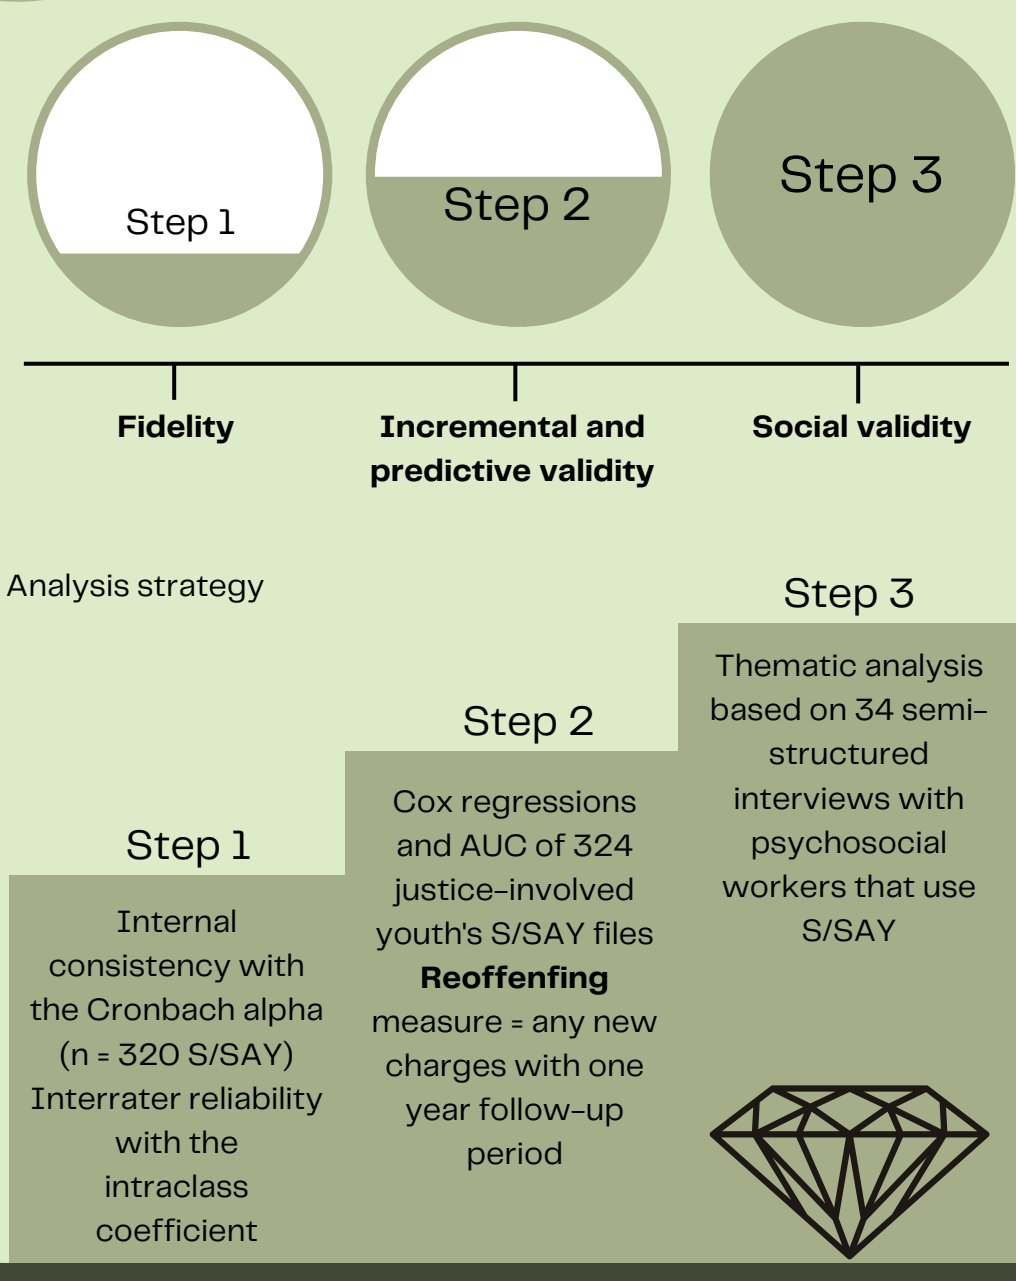 Step 1
Step 2
Step 3
Fidelity
Incremental and
predictive validity
Social validity
Analysis strategy
Step 1
Internal
consistency with
the Cronbach alpha
(n = 320 S/SAY)
Interrater reliability
with the
intraclass
coefficient
Step 2
Cox regressions
and AUC of 324
justice-involved
youth's S/SAY files
Reoffenfing
measure = any new
charges with one
year follow-up
period
Step 3
Thematic analysis
based on 34 semi-
structured
interviews with
psychosocial
workers that use
S/SAY